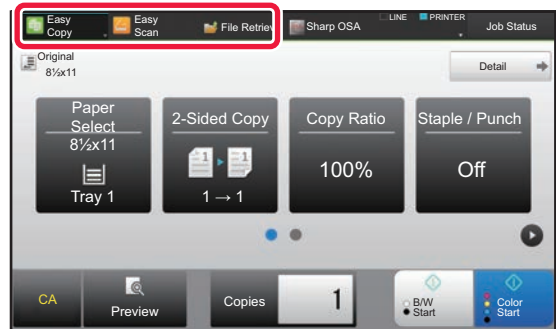 Easy Copy
Easy Scan
File Retriev
Sharp OSA
LINE
PRINTER
Job Status
Original
8½x11
Detail
Paper Select
8½x11
Tray 1
2-Sided Copy
1 1
1 → 1
Copy Ratio
100%
Staple / Punch
Off
CA
Preview
Copies
1
B/W Start
Color Start